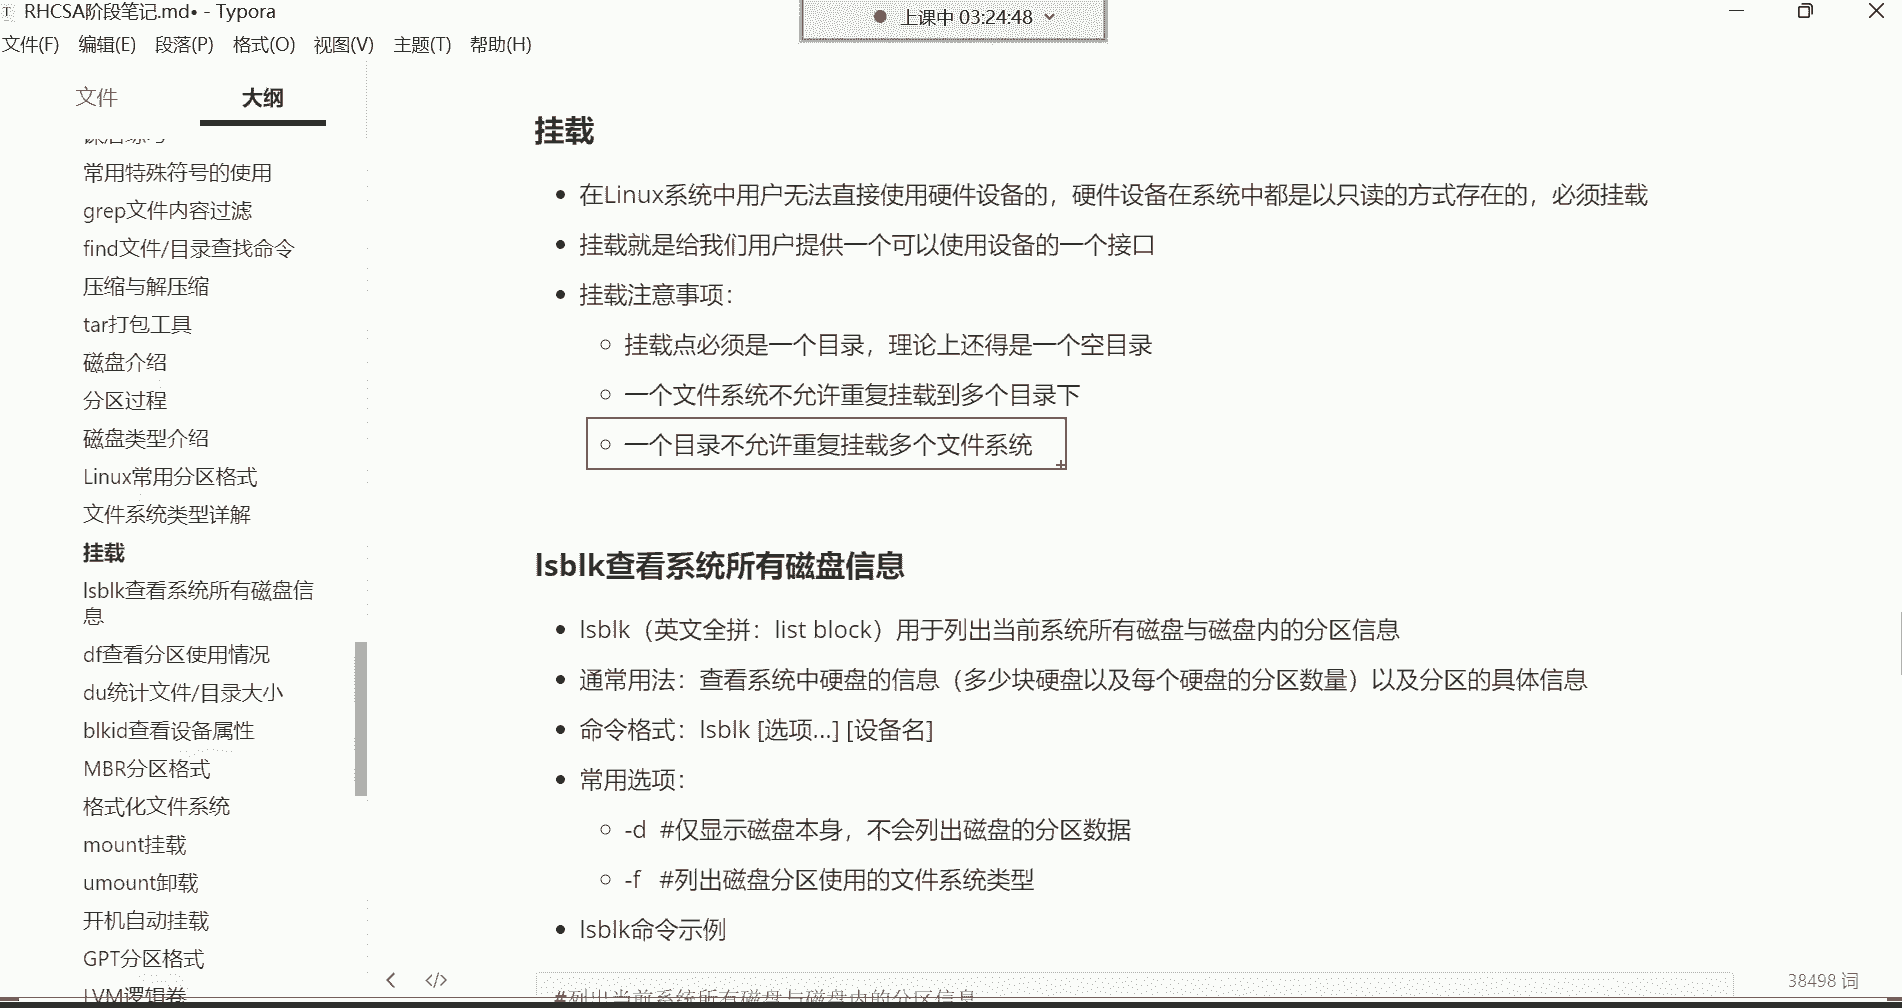 RHCSA阶段笔记.md• - Typora
上课中 03:24:48
文件(F) 编辑(E) 段落(P) 格式(O) 视图(V) 主题(T) 帮助(H)
文件 大纲
常用特殊符号的使用
grep文件内容过滤
find文件/目录查找命令
压缩与解压缩
tar打包工具
磁盘介绍
分区过程
磁盘类型介绍
Linux常用分区格式
文件系统类型详解
挂载
lsblk查看系统所有磁盘信
息
df查看分区使用情况
du统计文件/目录大小
blkid查看设备属性
MBR分区格式
格式化文件系统
mount挂载
umount卸载
开机自动挂载
GPT分区格式
LVM逻辑卷
挂载
在Linux系统中用户无法直接使用硬件设备的，硬件设备在系统中都是以只读的方式存在的，必须挂载
挂载就是给我们用户提供一个可以使用设备的一个接口
挂载注意事项：
挂载点必须是一个目录，理论上还得是一个空目录
一个文件系统不允许重复挂载到多个目录下
一个目录不允许重复挂载多个文件系统
lsblk查看系统所有磁盘信息
lsblk（英文全拼：list block）用于列出当前系统所有磁盘与磁盘内的分区信息
通常用法：查看系统中硬盘的信息（多少块硬盘以及每个硬盘的分区数量）以及分区的具体信息
命令格式：lsblk [选项...] [设备名]
常用选项：
-d #仅显示磁盘本身，不会列出磁盘的分区数据
-f #列出磁盘分区使用的文件系统类型
lsblk命令示例
#列出当前系统所有磁盘与磁盘内的分区信息
38498 词